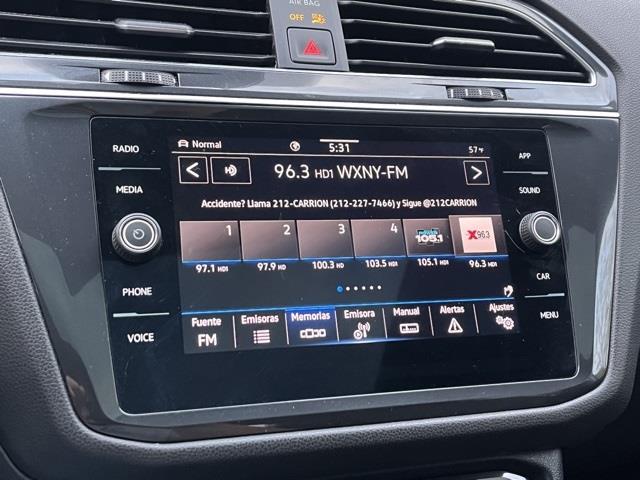 AIR BAG
OFF
RADIO
MEDIA
PHONE
VOICE
APP
SOUND
CAR
MENU
Normal
5:31
57°F
96.3 HD1 WXNY-FM
Accidente? Llama 212-CARRION (212-227-7466) y Sigue @212CARRION
1 2 3 4
105.1
X96.3
97.1 HD1 97.9 HD 100.3 HD 103.5 HD1 105.1 HD1 96.3 HD1
Fuente Emisoras Memorias Emisora Manual Alertas Ajustes
FM